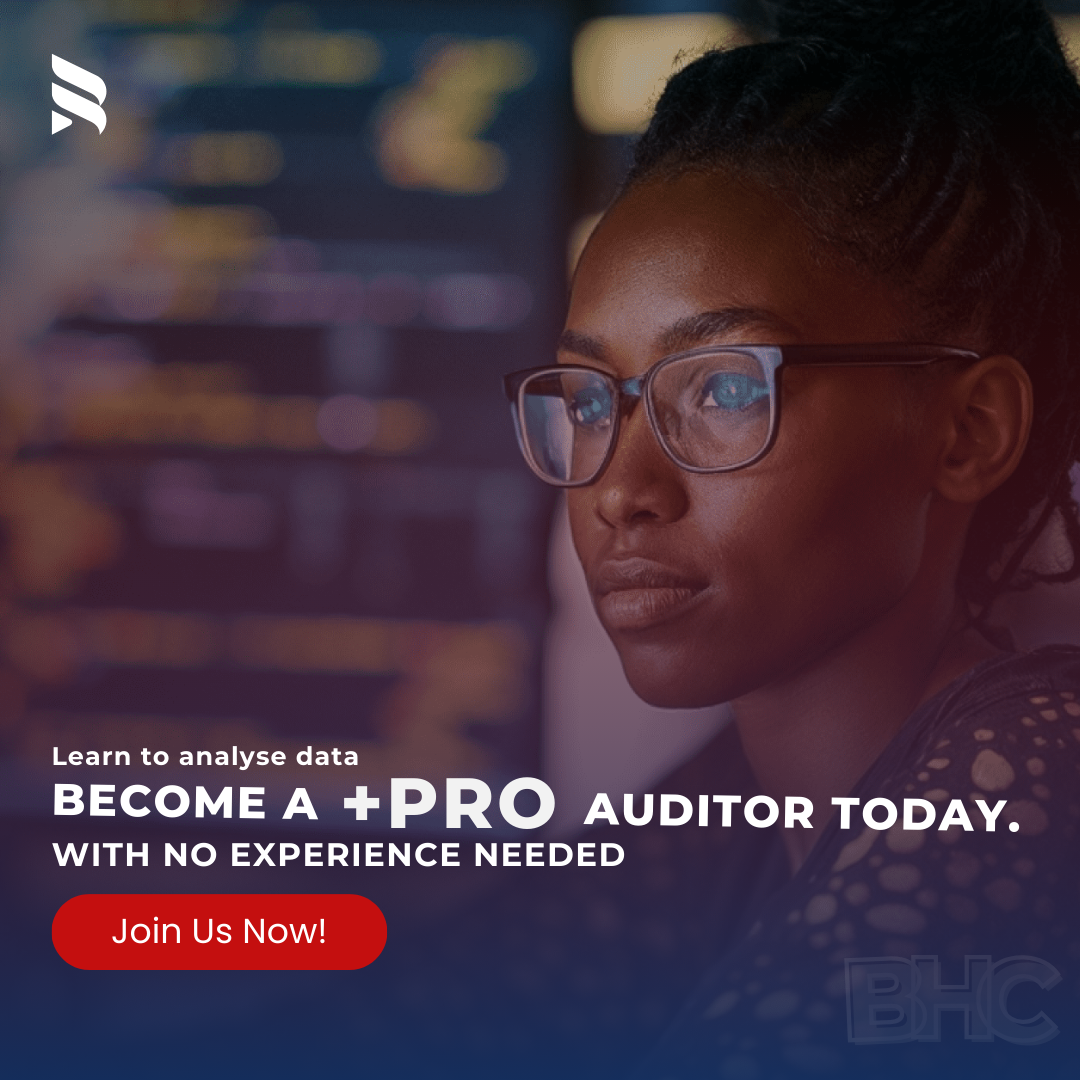 Learn to analyse data
BECOME A +PRO AUDITOR TODAY.
WITH NO EXPERIENCE NEEDED
Join Us Now!
BHC